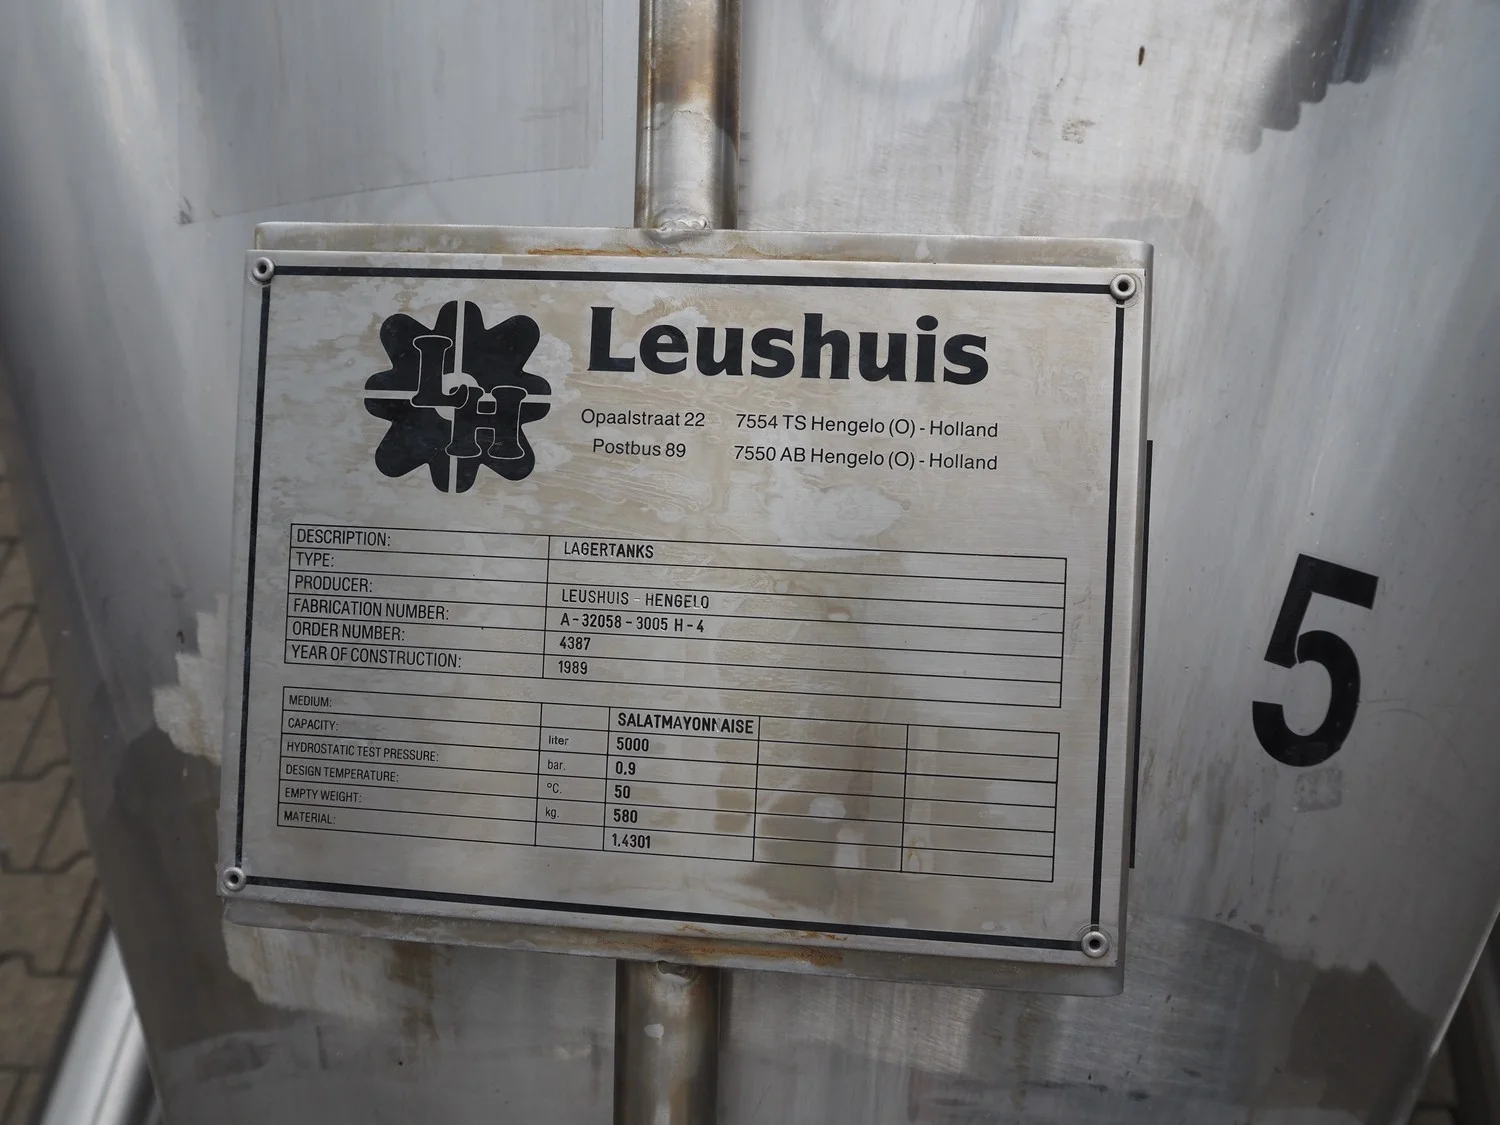 LH
Leushuis
Opaalstraat 22 7554 TS Hengelo (O) - Holland
Postbus 89 7550 AB Hengelo (O) - Holland
DESCRIPTION: LAGERTANKS
TYPE:
PRODUCER: LEUSHUIS - HENGELO
FABRICATION NUMBER: A-32058-3005 H-4
ORDER NUMBER: 4387
YEAR OF CONSTRUCTION: 1989
MEDIUM: SALATMAYONNAISE
CAPACITY: liter 5000
HYDROSTATIC TEST PRESSURE: bar. 0.9
DESIGN TEMPERATURE: °C. 50
EMPTY WEIGHT: kg. 580
MATERIAL: 1.4301
5